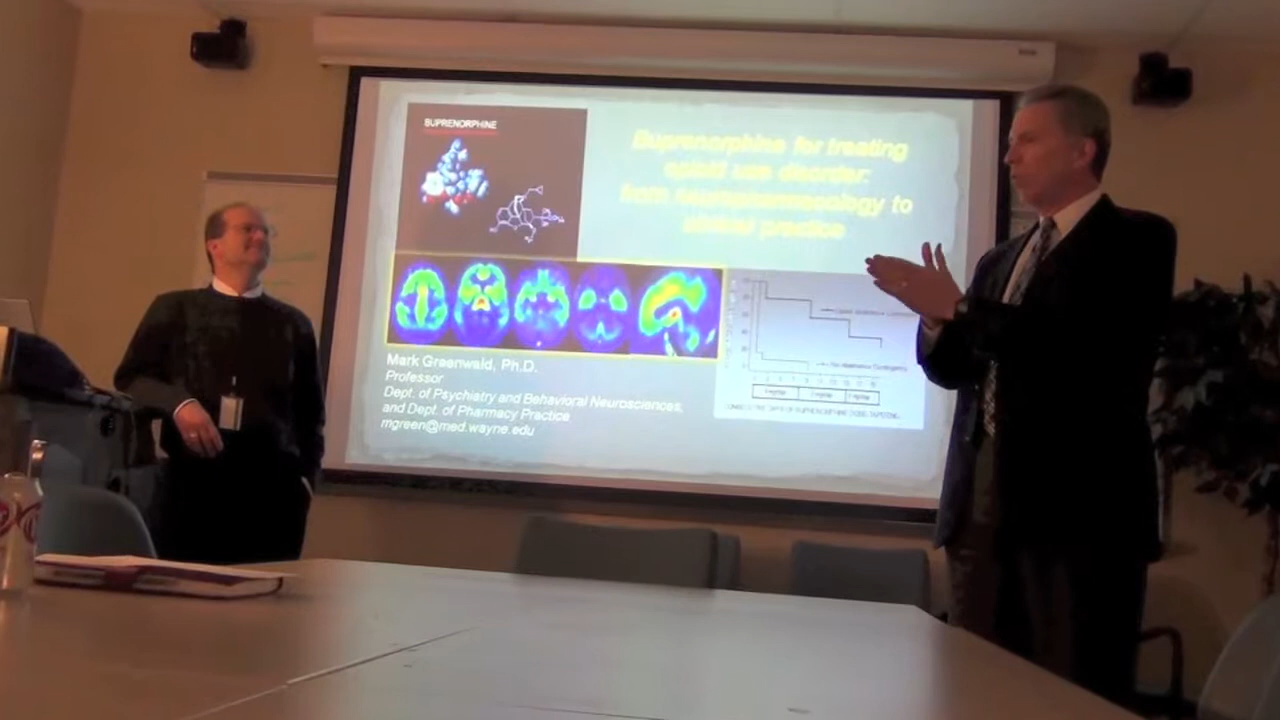 BUPRENORPHINE
Buprenorphine for treating
opioid use disorder:
from neuropharmacology to
clinical practice
Mark Greenwald, Ph.D.
Professor
Dept. of Psychiatry and Behavioral Neurosciences,
and Dept. of Pharmacy Practice
mgreen@med.wayne.edu